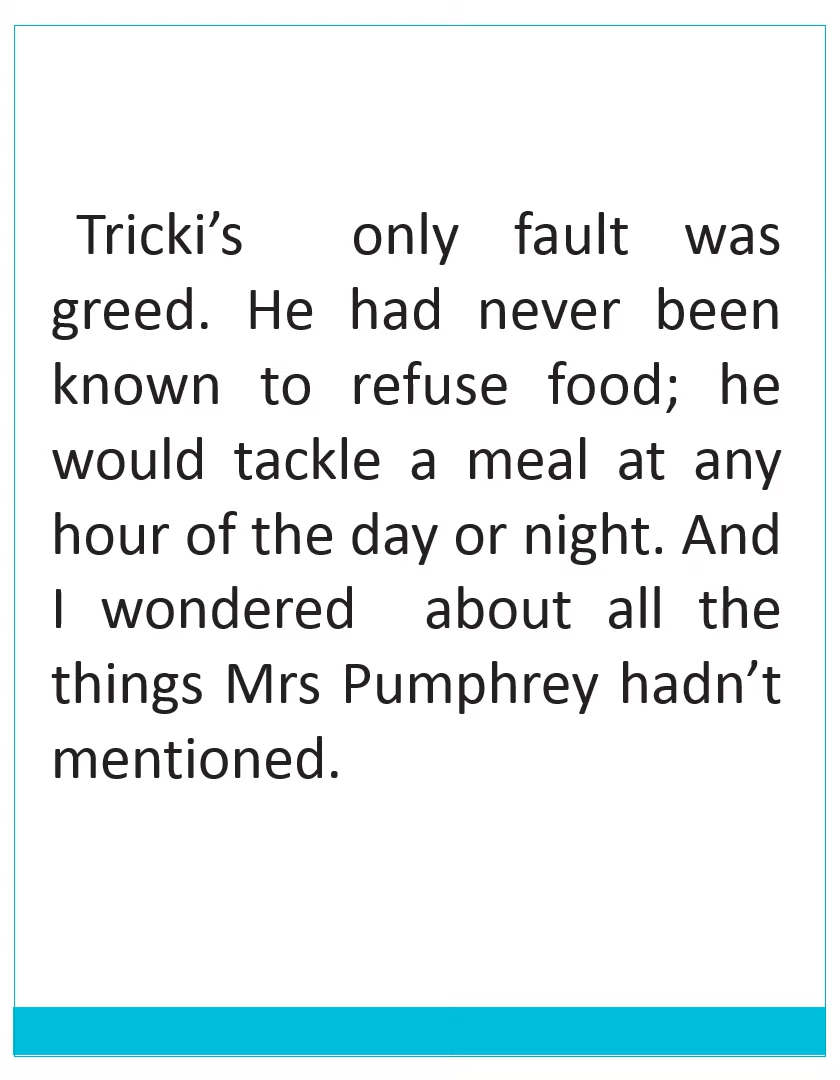 Tricki’s only fault was
greed. He had never been
known to refuse food; he
would tackle a meal at any
hour of the day or night. And
I wondered about all the
things Mrs Pumphrey hadn’t
mentioned.